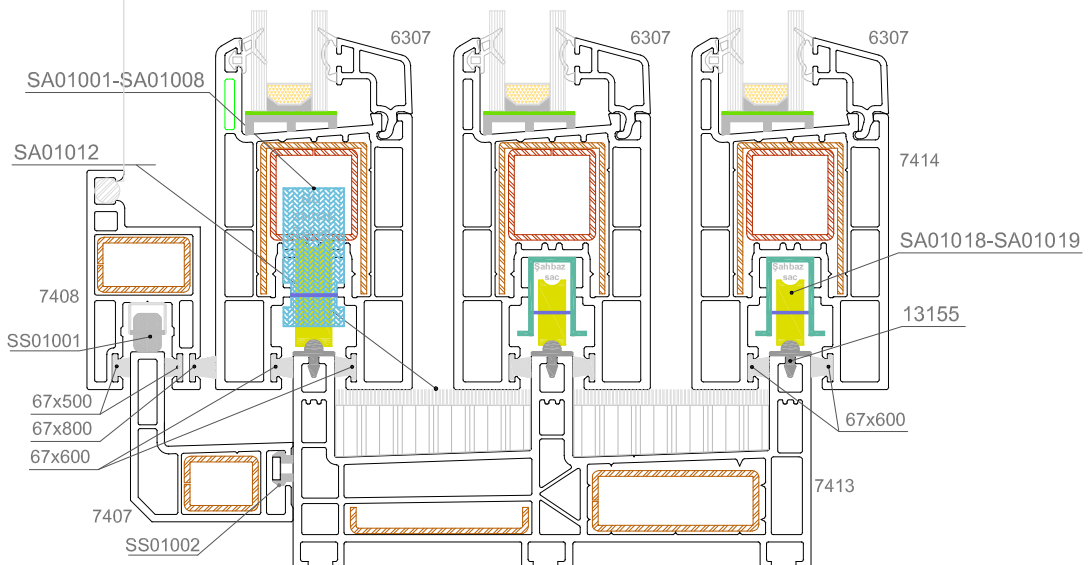 6307
6307
6307
SA01001-SA01008
SA01012
7414
SA01018-SA01019
Şahbaz
sac
Şahbaz
sac
7408
SS01001
13155
67x500
67x800
67x600
67x600
7413
7407
SS01002